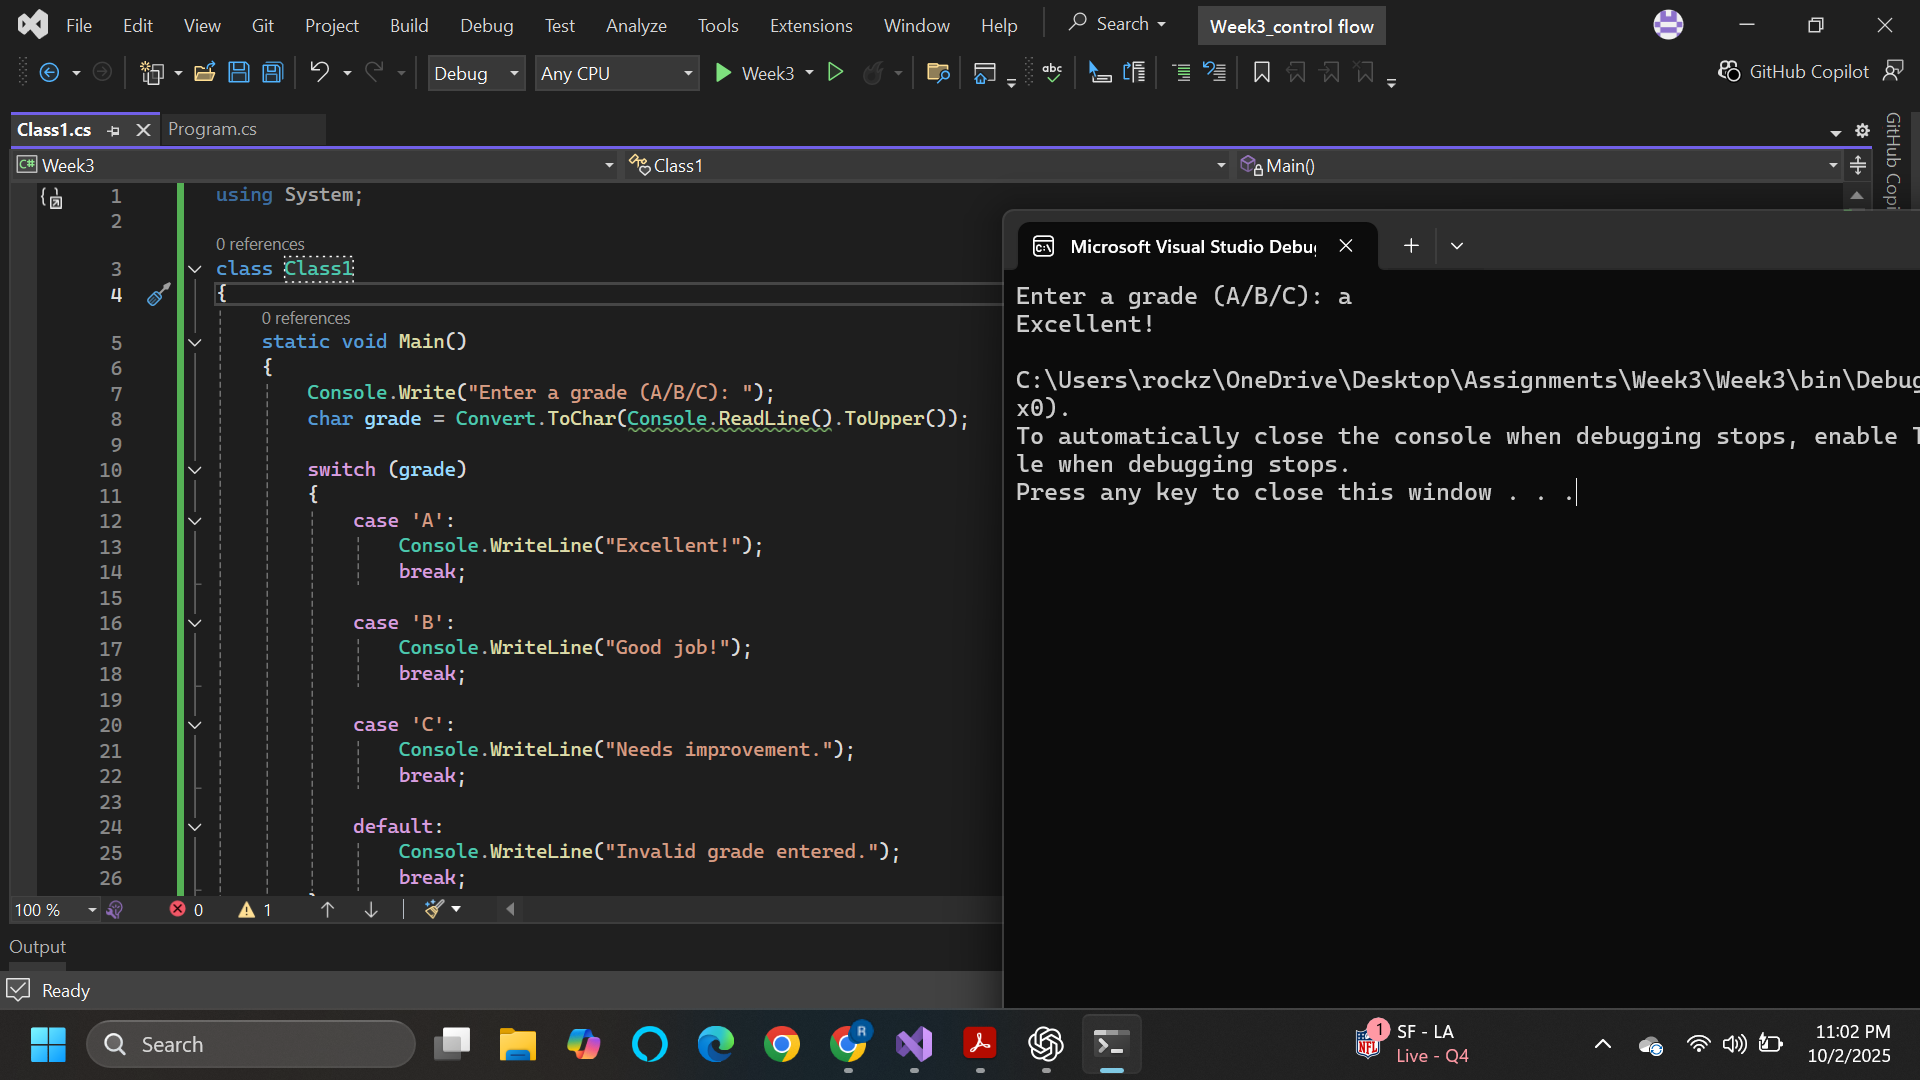 File Edit View Git Project Build Debug Test Analyze Tools Extensions Window Help Search Week3_control flow
Debug Any CPU Week3 abc GitHub Copilot
Class1.cs Program.cs
C# Week3 Class1 Main()
GitHub Copi
1 using System;
2
0 references
3 class Class1
4 {
0 references
5 static void Main()
6 {
7 Console.Write("Enter a grade (A/B/C): ");
8 char grade = Convert.ToChar(Console.ReadLine().ToUpper());
9
10 switch (grade)
11 {
12 case 'A':
13 Console.WriteLine("Excellent!");
14 break;
15
16 case 'B':
17 Console.WriteLine("Good job!");
18 break;
19
20 case 'C':
21 Console.WriteLine("Needs improvement.");
22 break;
23
24 default:
25 Console.WriteLine("Invalid grade entered.");
26 break;
100 % 0 1
Output
Ready
Microsoft Visual Studio Debu
Enter a grade (A/B/C): a
Excellent!
C:\Users\rockz\OneDrive\Desktop\Assignments\Week3\Week3\bin\Debug
x0).
To automatically close the console when debugging stops, enable T
le when debugging stops.
Press any key to close this window . . .
Search
R
NFL 1
SF - LA
Live - Q4
11:02 PM
10/2/2025